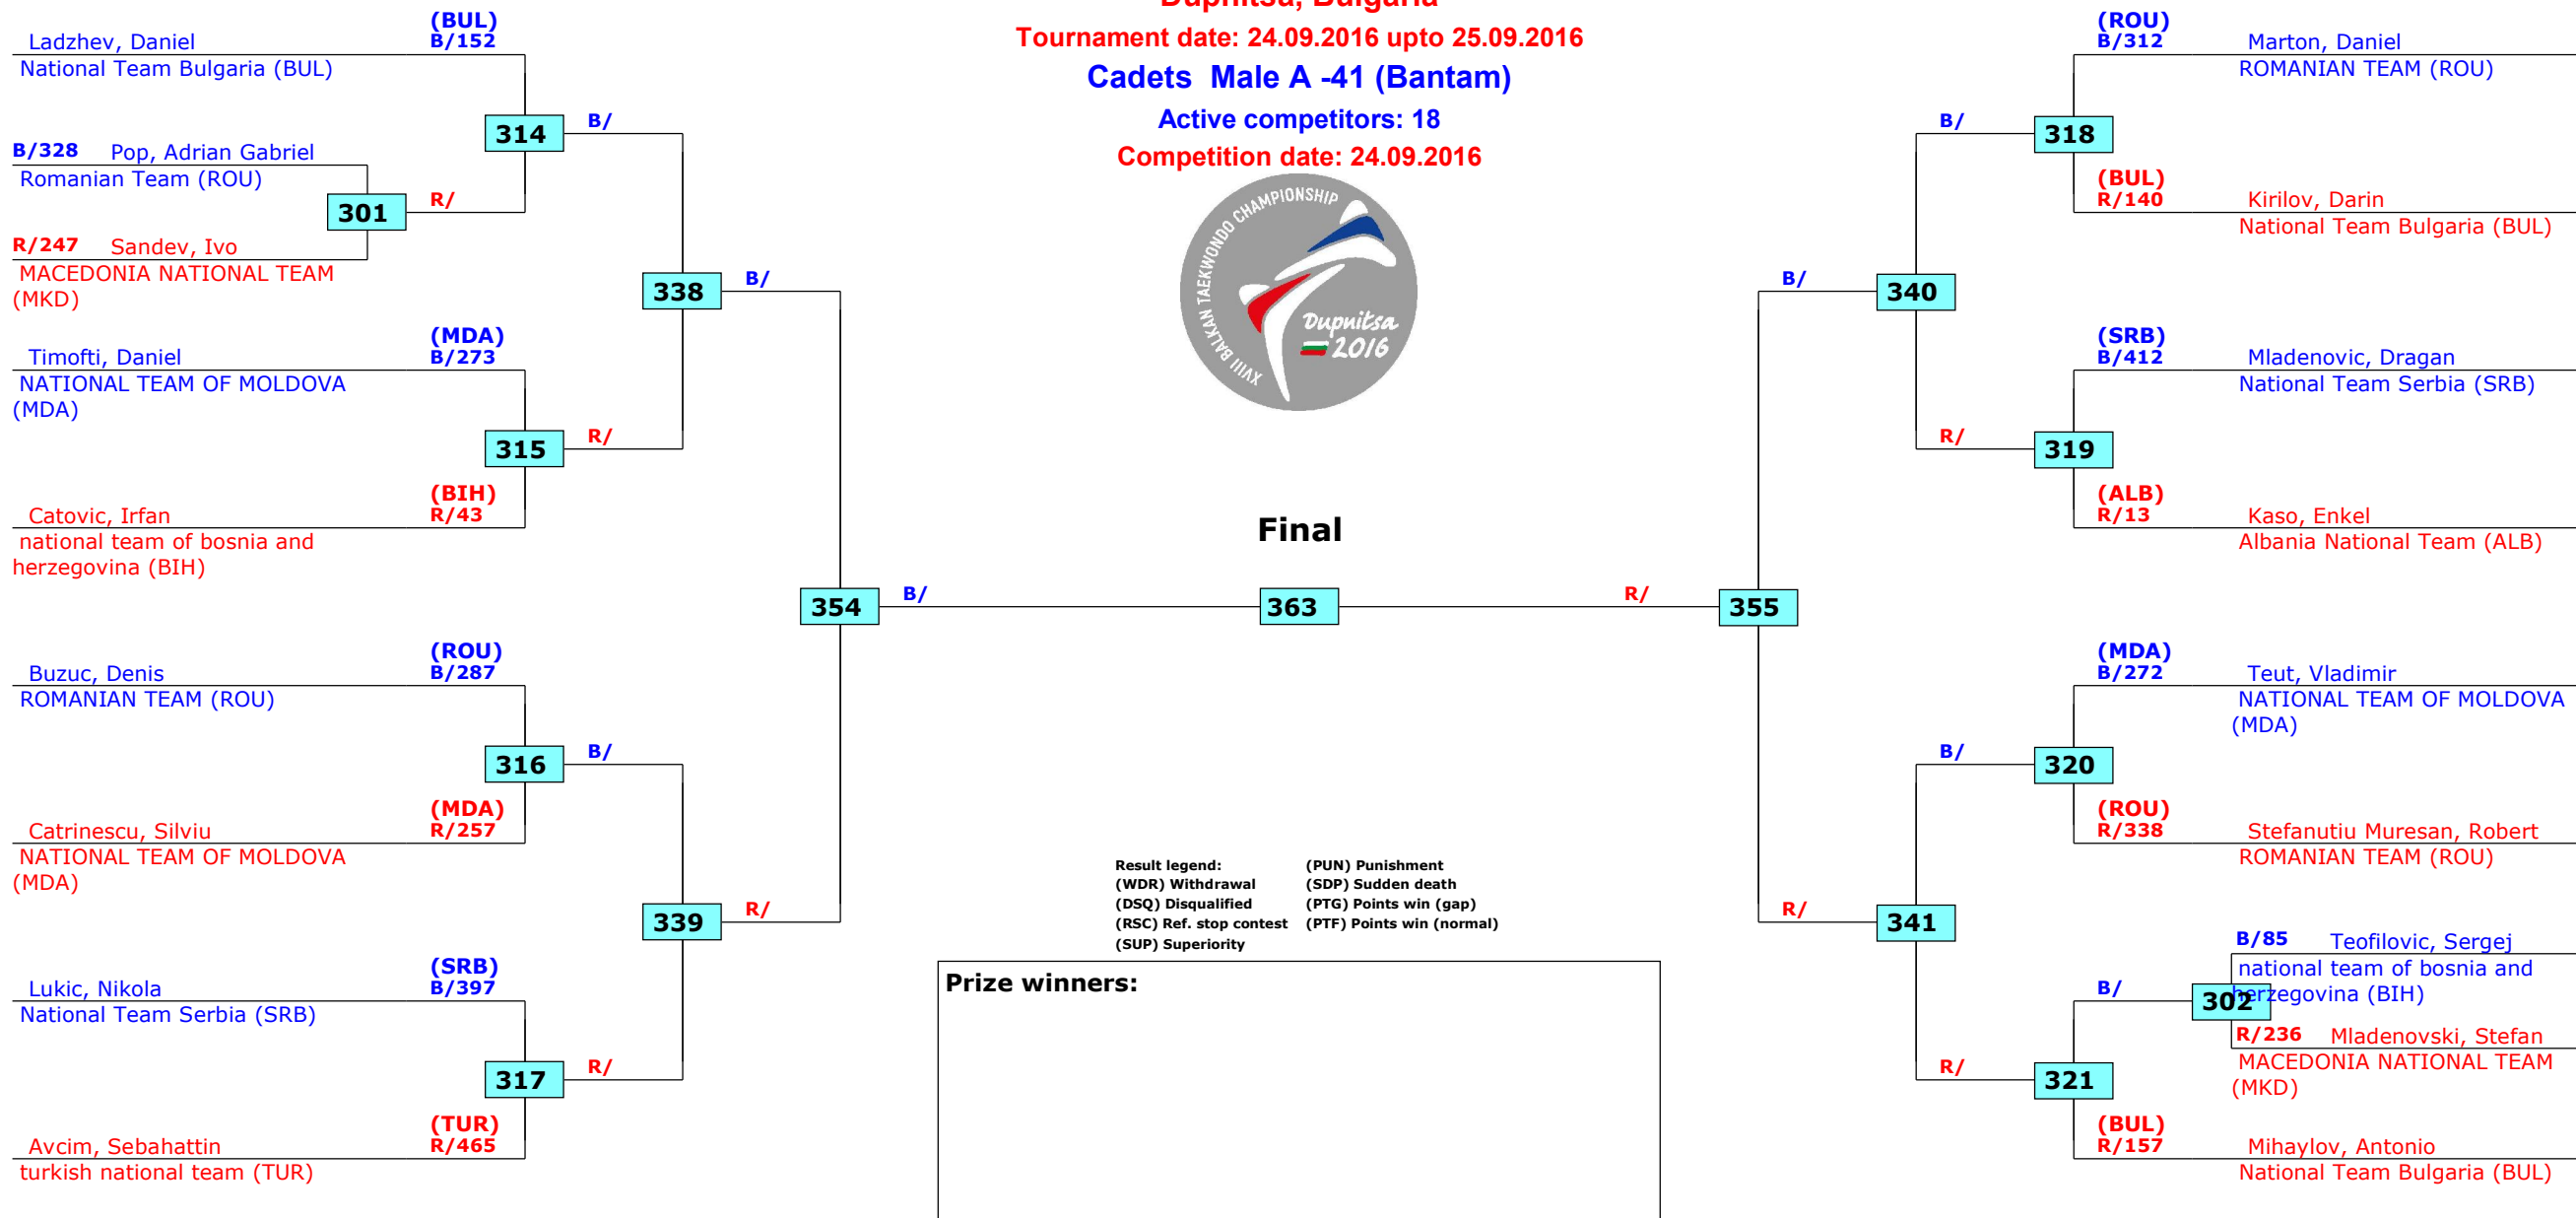 Dupnitsa, Bulgaria
Tournament date: 24.09.2016 upto 25.09.2016
Cadets Male A -41 (Bantam)
Active competitors: 18
Competition date: 24.09.2016
XVIII BALKAN TAEKWONDO CHAMPIONSHIP
Dupnitsa
2016
(BUL)
Ladzhev, Daniel B/152
National Team Bulgaria (BUL)
314
B/
B/328 Pop, Adrian Gabriel
Romanian Team (ROU)
301
R/
R/247 Sandev, Ivo
MACEDONIA NATIONAL TEAM
(MKD)
338
B/
(MDA)
Timofti, Daniel B/273
NATIONAL TEAM OF MOLDOVA
(MDA)
315
R/
(BIH)
Catovic, Irfan R/43
national team of bosnia and
herzegovina (BIH)
354
B/
(ROU)
Buzuc, Denis B/287
ROMANIAN TEAM (ROU)
316
B/
(MDA)
Catrinescu, Silviu R/257
NATIONAL TEAM OF MOLDOVA
(MDA)
339
R/
(SRB)
Lukic, Nikola B/397
National Team Serbia (SRB)
317
R/
(TUR)
Avcim, Sebahattin R/465
turkish national team (TUR)
Final
363
Result legend: (PUN) Punishment
(WDR) Withdrawal (SDP) Sudden death
(DSQ) Disqualified (PTG) Points win (gap)
(RSC) Ref. stop contest (PTF) Points win (normal)
(SUP) Superiority
Prize winners:
(ROU)
B/312 Marton, Daniel
ROMANIAN TEAM (ROU)
B/
318
(BUL)
R/140 Kirilov, Darin
National Team Bulgaria (BUL)
B/
340
(SRB)
B/412 Mladenovic, Dragan
National Team Serbia (SRB)
R/
319
(ALB)
R/13 Kaso, Enkel
Albania National Team (ALB)
R/
355
(MDA)
B/272 Teut, Vladimir
NATIONAL TEAM OF MOLDOVA
(MDA)
B/
320
(ROU)
R/338 Stefanutiu Muresan, Robert
ROMANIAN TEAM (ROU)
R/
341
B/85 Teofilovic, Sergej
national team of bosnia and
herzegovina (BIH)
B/
302
R/236 Mladenovski, Stefan
MACEDONIA NATIONAL TEAM
(MKD)
R/
321
(BUL)
R/157 Mihaylov, Antonio
National Team Bulgaria (BUL)